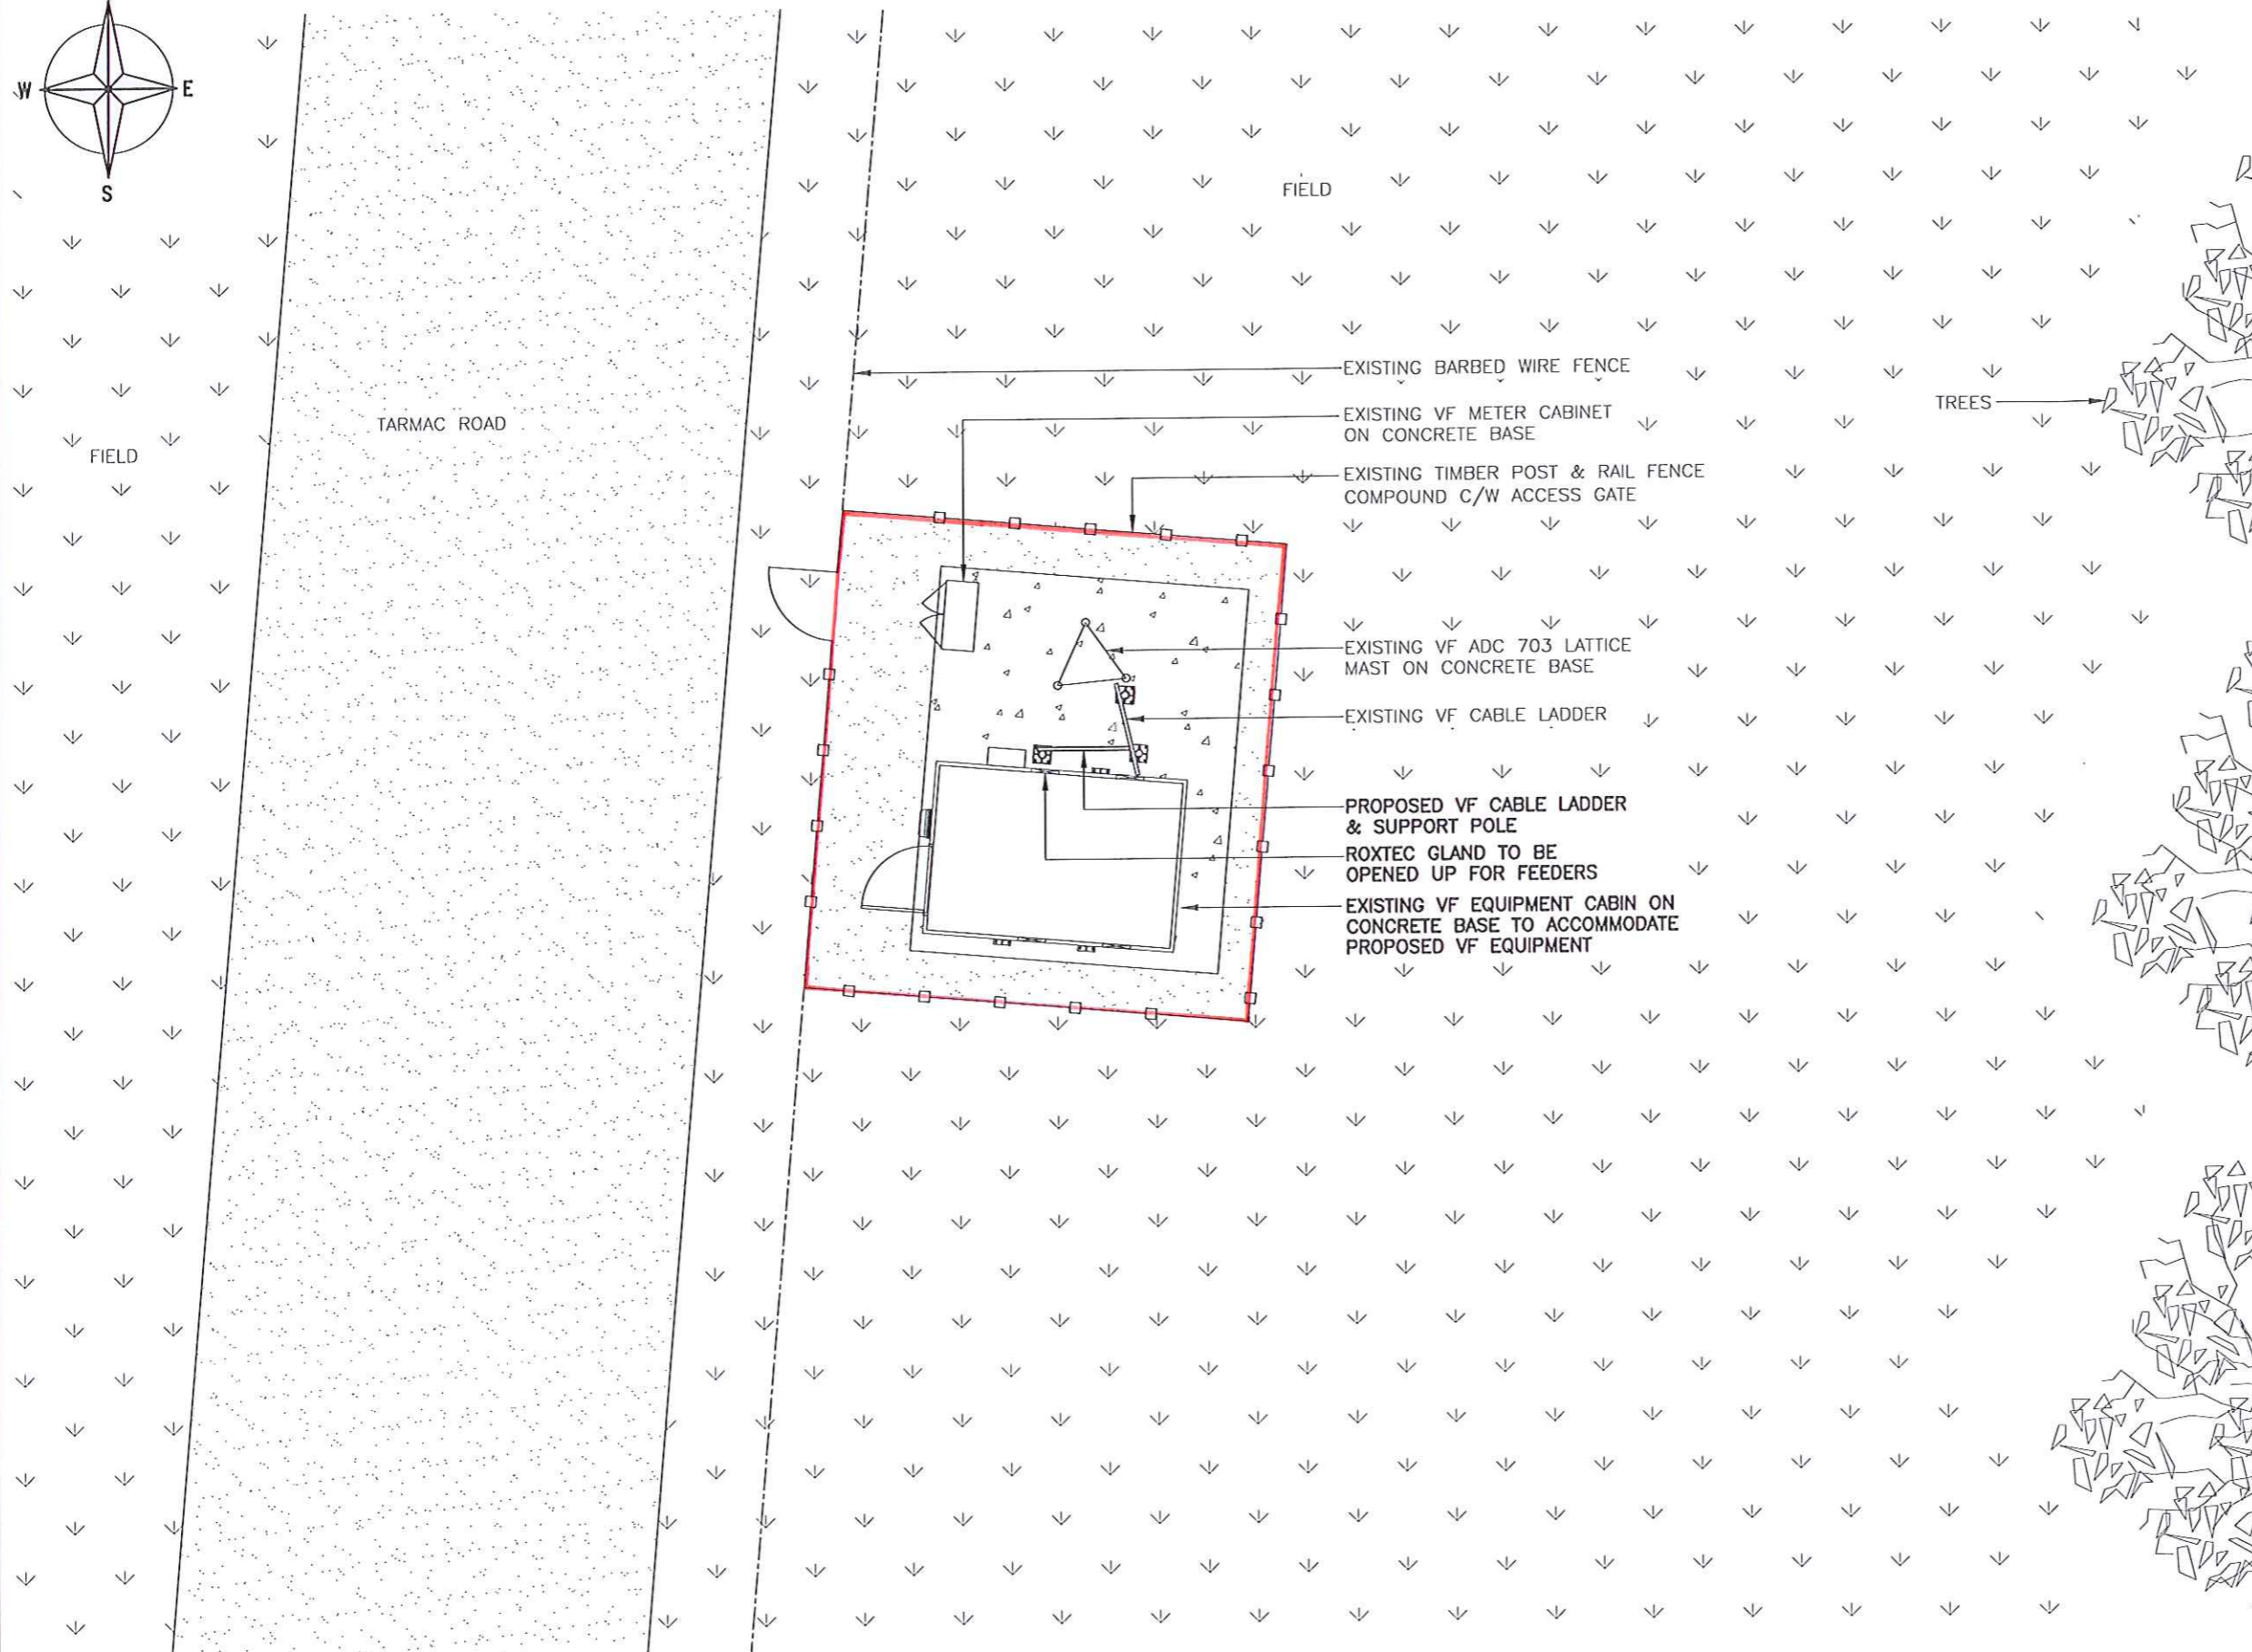 W E
S
FIELD
EXISTING BARBED WIRE FENCE
TREES
EXISTING VF METER CABINET
ON CONCRETE BASE
TARMAC ROAD
FIELD
EXISTING TIMBER POST & RAIL FENCE
COMPOUND C/W ACCESS GATE
EXISTING VF ADC 703 LATTICE
MAST ON CONCRETE BASE
EXISTING VF CABLE LADDER
PROPOSED VF CABLE LADDER
& SUPPORT POLE
ROXTEC GLAND TO BE
OPENED UP FOR FEEDERS
EXISTING VF EQUIPMENT CABIN ON
CONCRETE BASE TO ACCOMMODATE
PROPOSED VF EQUIPMENT